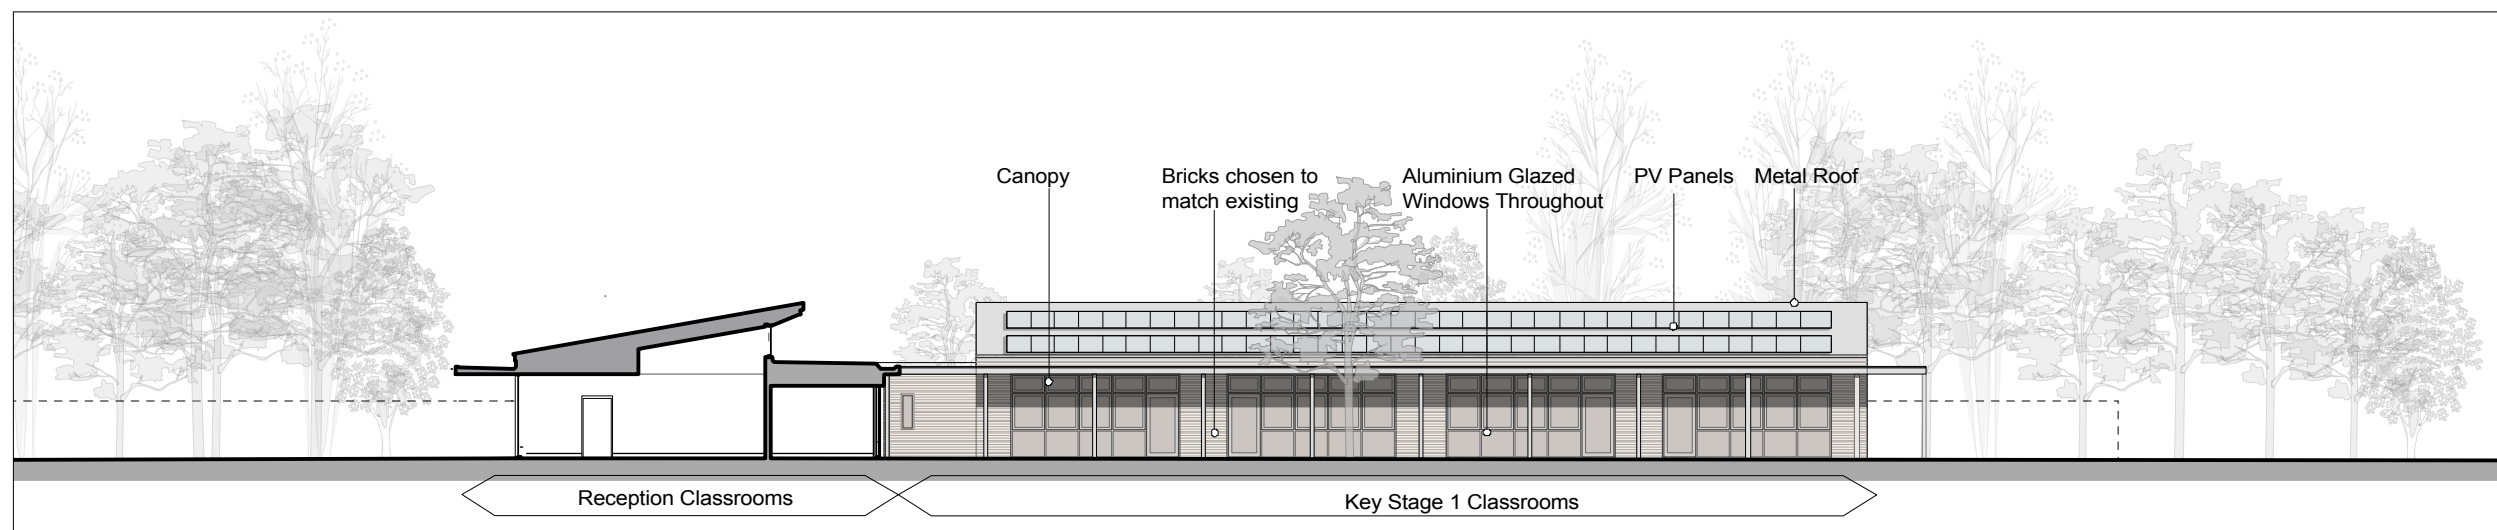 Canopy
Bricks chosen to
match existing
Aluminium Glazed
Windows Throughout
PV Panels
Metal Roof
Reception Classrooms
Key Stage 1 Classrooms